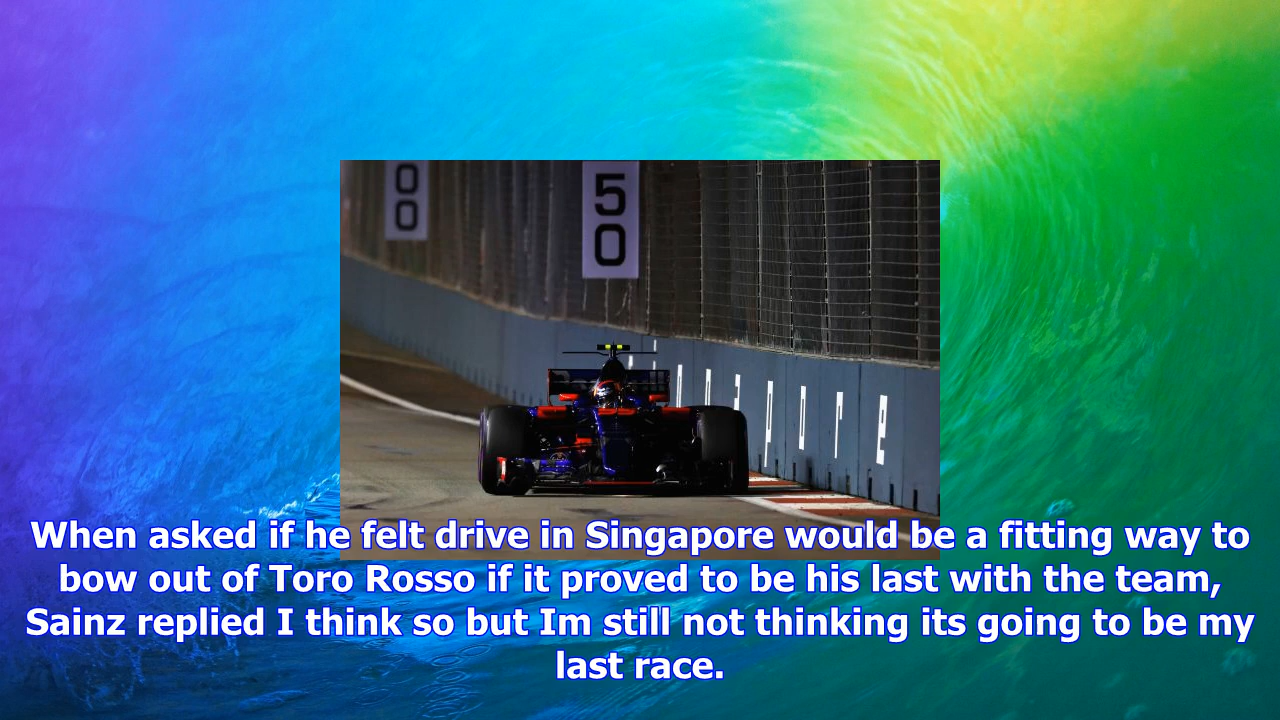 00
50
n a p o r e
When asked if he felt drive in Singapore would be a fitting way to
bow out of Toro Rosso if it proved to be his last with the team,
Sainz replied I think so but Im still not thinking its going to be my
last race.